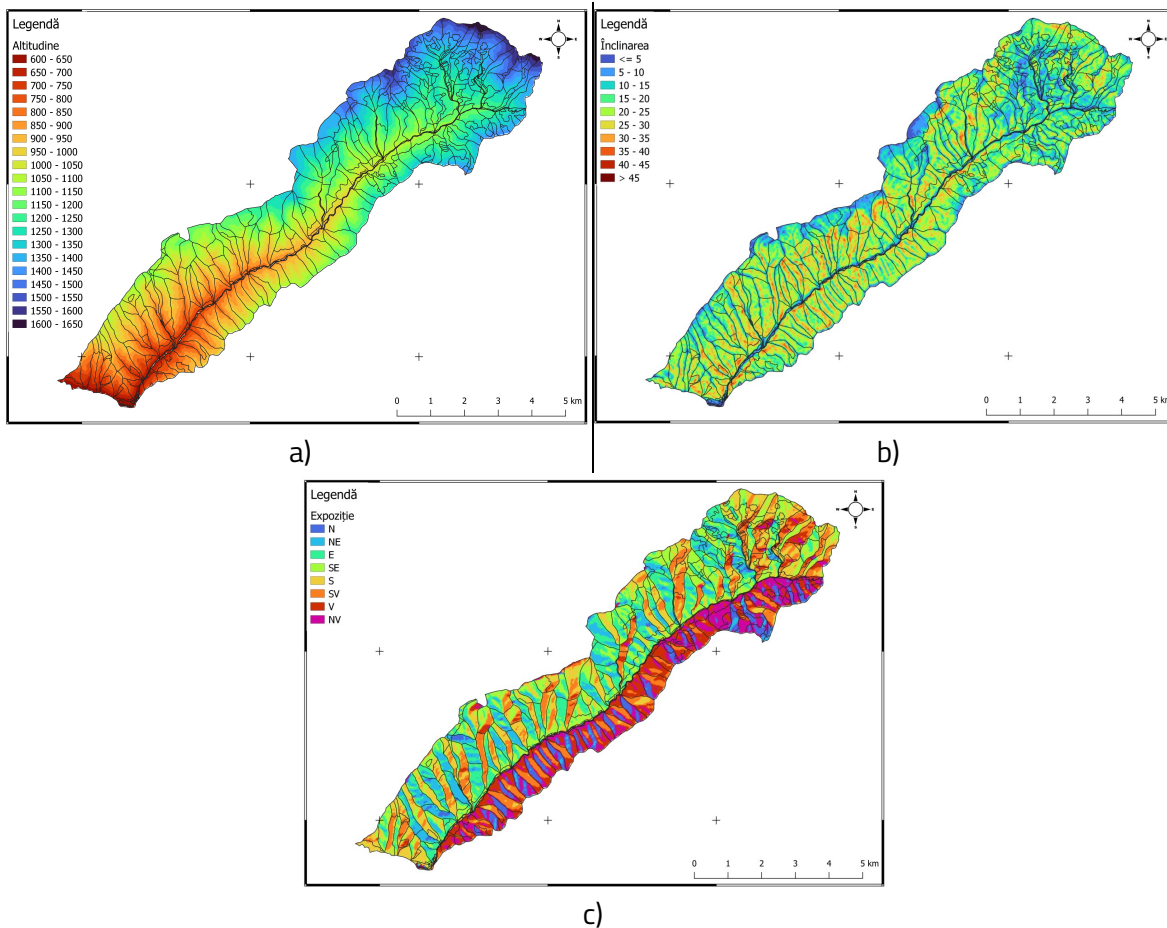 Legendă
Altitudine
600 - 650
650 - 700
700 - 750
750 - 800
800 - 850
850 - 900
900 - 950
950 - 1000
1000 - 1050
1050 - 1100
1100 - 1150
1150 - 1200
1200 - 1250
1250 - 1300
1300 - 1350
1350 - 1400
1400 - 1450
1450 - 1500
1500 - 1550
1550 - 1600
1600 - 1650
N
W E
S
0 1 2 3 4 5 km
a)
Legendă
Înclinarea
<= 5
5 - 10
10 - 15
15 - 20
20 - 25
25 - 30
30 - 35
35 - 40
40 - 45
> 45
N
W E
S
0 1 2 3 4 5 km
b)
Legendă
Expoziție
N
NE
E
SE
S
SV
V
NV
N
W E
S
0 1 2 3 4 5 km
c)